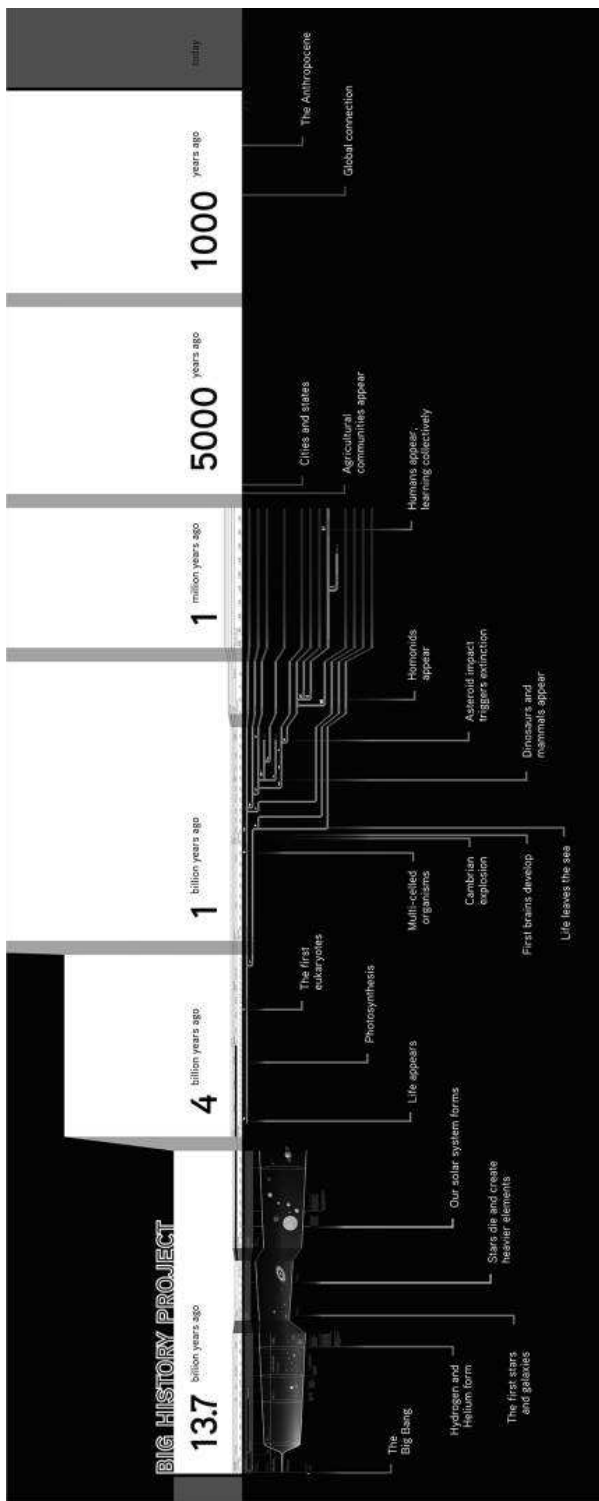 BIG HISTORY PROJECT
13.7 billion years ago
4 billion years ago
1 billion years ago
1 million years ago
5000 years ago
1000 years ago
today
The
Big Bang
Hydrogen and
Helium form
The first stars
and galaxies
Stars die and create
heavier elements
Our solar system forms
Life appears
Photosynthesis
The first
eukaryotes
Multi-celled
organisms
Cambrian
explosion
First brains develop
Life leaves the sea
Dinosaurs and
mammals appear
Asteroid impact
triggers extinction
Homonids
appear
Humans appear,
learning collectively
Agricultural
communities appear
Cities and states
Global connection
The Anthropocene